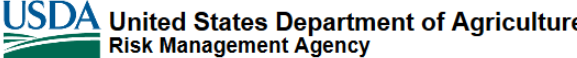 USDA United States Department of Agriculture
Risk Management Agency